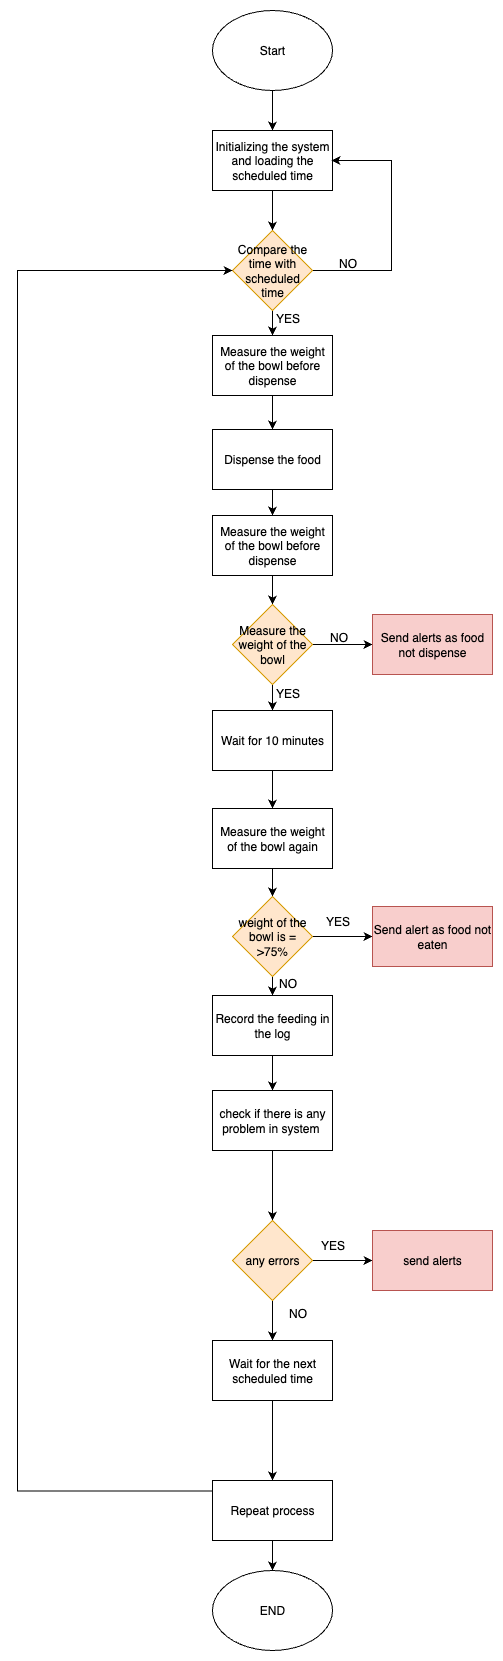 Start
Initializing the system
and loading the
scheduled time
Compare the
time with
scheduled
time
NO
YES
Measure the weight
of the bowl before
dispense
Dispense the food
Measure the weight
of the bowl before
dispense
Measure the
weight of the
bowl
NO
Send alerts as food
not dispense
YES
Wait for 10 minutes
Measure the weight
of the bowl again
weight of the
bowl is =
>75%
YES
Send alert as food not
eaten
NO
Record the feeding in
the log
check if there is any
problem in system
any errors
YES
send alerts
NO
Wait for the next
scheduled time
Repeat process
END